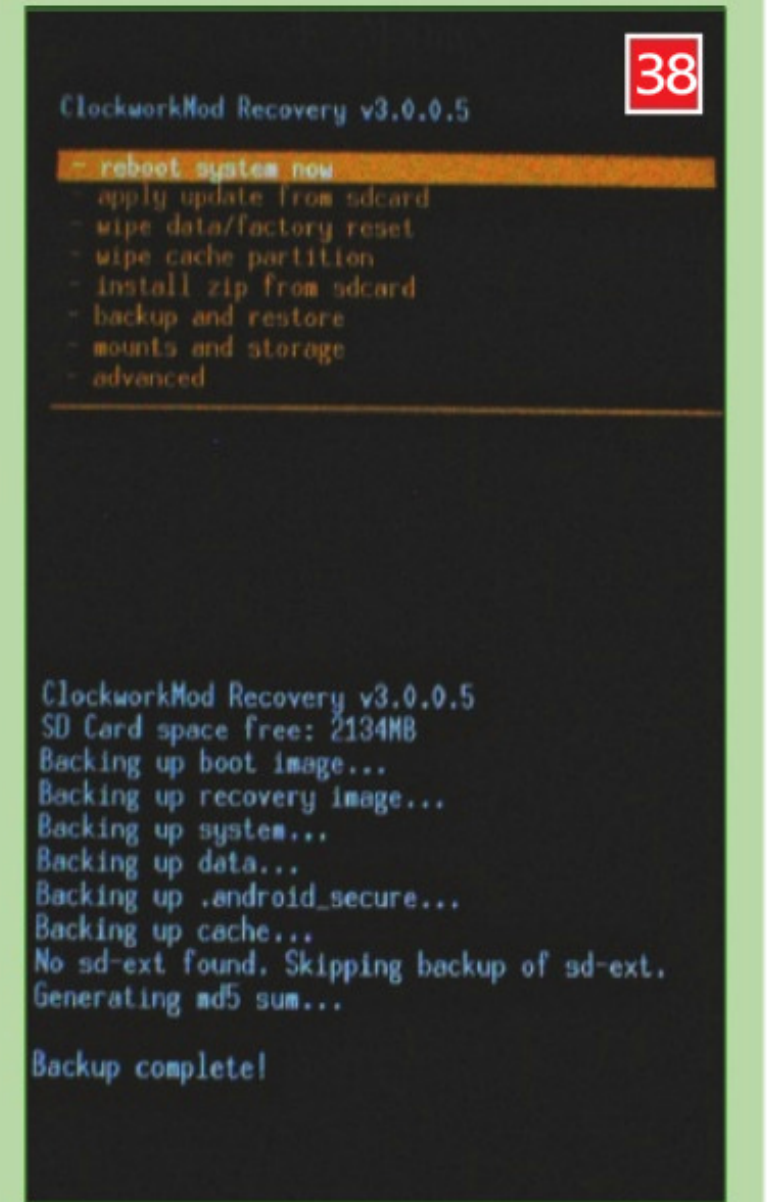 38
ClockworkMod Recovery v3.0.0.5
- reboot system now
- apply update from sdcard
- wipe data/factory reset
- wipe cache partition
- install zip from sdcard
- backup and restore
- mounts and storage
- advanced
ClockworkMod Recovery v3.0.0.5
SD Card space free: 2134MB
Backing up boot image...
Backing up recovery image...
Backing up system...
Backing up data...
Backing up .android_secure...
Backing up cache...
No sd-ext found. Skipping backup of sd-ext.
Generating md5 sum...
Backup complete!